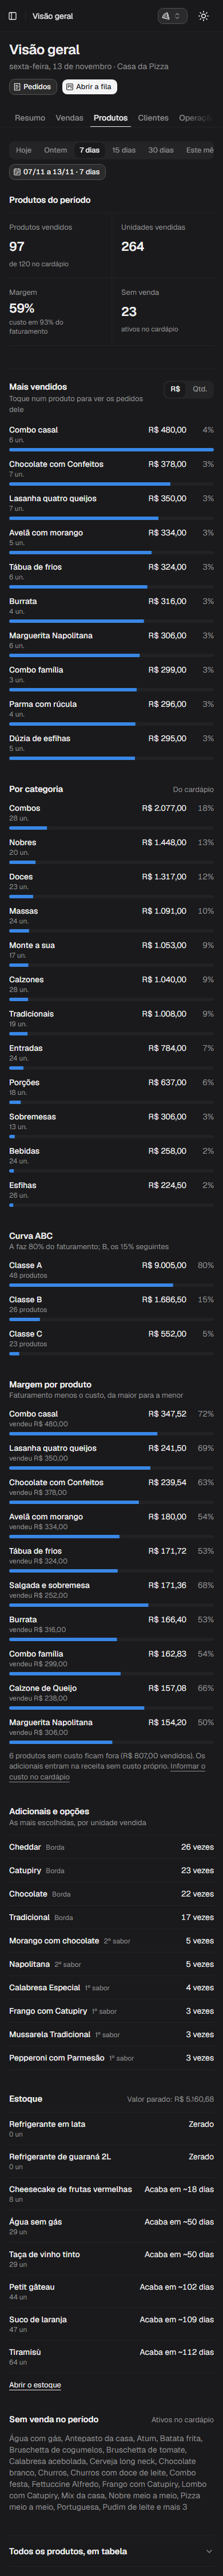 Visão geral
Visão geral
sexta-feira, 13 de novembro · Casa da Pizza
Pedidos
Abrir a fila
Resumo Vendas Produtos Clientes Operaçã
Hoje Ontem 7 dias 15 dias 30 dias Este mê
07/11 a 13/11 · 7 dias
Produtos do período
Produtos vendidos
97
de 120 no cardápio
Unidades vendidas
264
Margem
59%
custo em 93% do
faturamento
Sem venda
23
ativos no cardápio
Mais vendidos
Toque num produto para ver os pedidos
dele
R$ Qtd.
Combo casal R$ 480,00 4%
6 un.
Chocolate com Confeitos R$ 378,00 3%
7 un.
Lasanha quatro queijos R$ 350,00 3%
7 un.
Avelã com morango R$ 334,00 3%
5 un.
Tábua de frios R$ 324,00 3%
6 un.
Burrata R$ 316,00 3%
4 un.
Marguerita Napolitana R$ 306,00 3%
6 un.
Combo família R$ 299,00 3%
3 un.
Parma com rúcula R$ 296,00 3%
4 un.
Dúzia de esfihas R$ 295,00 3%
5 un.
Por categoria Do cardápio
Combos R$ 2.077,00 18%
28 un.
Nobres R$ 1.448,00 13%
20 un.
Doces R$ 1.317,00 12%
23 un.
Massas R$ 1.091,00 10%
24 un.
Monte a sua R$ 1.053,00 9%
17 un.
Calzones R$ 1.040,00 9%
28 un.
Tradicionais R$ 1.008,00 9%
19 un.
Entradas R$ 784,00 7%
24 un.
Porções R$ 637,00 6%
18 un.
Sobremesas R$ 306,00 3%
13 un.
Bebidas R$ 258,00 2%
24 un.
Esfihas R$ 224,50 2%
26 un.
Curva ABC
A faz 80% do faturamento; B, os 15% seguintes
Classe A R$ 9.005,00 80%
48 produtos
Classe B R$ 1.686,50 15%
26 produtos
Classe C R$ 552,00 5%
23 produtos
Margem por produto
Faturamento menos o custo, da maior para a menor
Combo casal R$ 347,52 72%
vendeu R$ 480,00
Lasanha quatro queijos R$ 241,50 69%
vendeu R$ 350,00
Chocolate com Confeitos R$ 239,54 63%
vendeu R$ 378,00
Avelã com morango R$ 180,00 54%
vendeu R$ 334,00
Tábua de frios R$ 171,72 53%
vendeu R$ 324,00
Salgada e sobremesa R$ 171,36 68%
vendeu R$ 252,00
Burrata R$ 166,40 53%
vendeu R$ 316,00
Combo família R$ 162,83 54%
vendeu R$ 299,00
Calzone de Queijo R$ 157,08 66%
vendeu R$ 238,00
Marguerita Napolitana R$ 154,20 50%
vendeu R$ 306,00
6 produtos sem custo ficam fora (R$ 807,00 vendidos). Os
adicionais entram na receita sem custo próprio. Informar o
custo no cardápio
Adicionais e opções
As mais escolhidas, por unidade vendida
Cheddar Borda 26 vezes
Catupiry Borda 23 vezes
Chocolate Borda 22 vezes
Tradicional Borda 17 vezes
Morango com chocolate 2º sabor 5 vezes
Napolitana 2º sabor 5 vezes
Calabresa Especial 1º sabor 4 vezes
Frango com Catupiry 1º sabor 3 vezes
Mussarela Tradicional 1º sabor 3 vezes
Pepperoni com Parmesão 1º sabor 3 vezes
Estoque Valor parado: R$ 5.160,68
Refrigerante em lata Zerado
0 un
Refrigerante de guaraná 2L Zerado
0 un
Cheesecake de frutas vermelhas Acaba em ~18 dias
8 un
Água sem gás Acaba em ~50 dias
29 un
Taça de vinho tinto Acaba em ~50 dias
29 un
Petit gâteau Acaba em ~102 dias
44 un
Suco de laranja Acaba em ~109 dias
47 un
Tiramisù Acaba em ~112 dias
64 un
Abrir o estoque
Sem venda no período Ativos no cardápio
Água com gás, Antepasto da casa, Atum, Batata frita,
Bruschetta de cogumelos, Bruschetta de tomate,
Calabresa acebolada, Cerveja long neck, Chocolate
branco, Churros, Churros com doce de leite, Combo
festa, Fettuccine Alfredo, Frango com Catupiry, Lombo
com Catupiry, Mix da casa, Nobre meio a meio, Pizza
meio a meio, Portuguesa, Pudim de leite e mais 3
Todos os produtos, em tabela